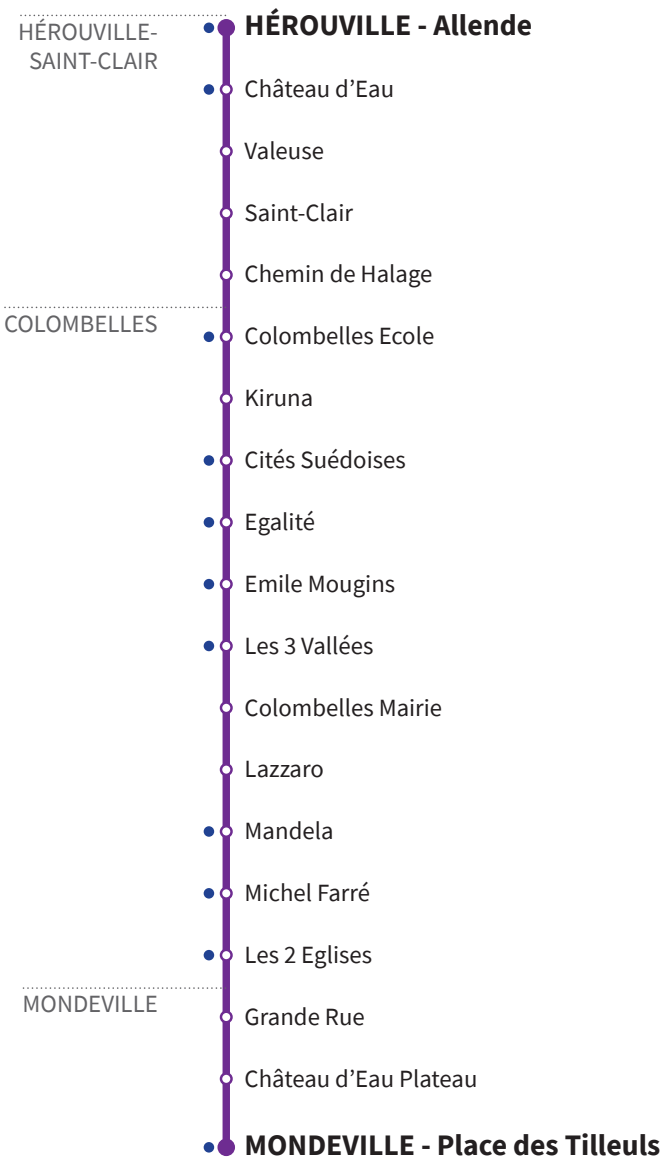 HÉROUVILLE-
SAINT-CLAIR
HÉROUVILLE - Allende
Château d’Eau
Valeuse
Saint-Clair
Chemin de Halage
COLOMBELLES
Colombelles Ecole
Kiruna
Cités Suédoises
Egalité
Emile Mougins
Les 3 Vallées
Colombelles Mairie
Lazzaro
Mandela
Michel Farré
Les 2 Eglises
MONDEVILLE
Grande Rue
Château d’Eau Plateau
MONDEVILLE - Place des Tilleuls